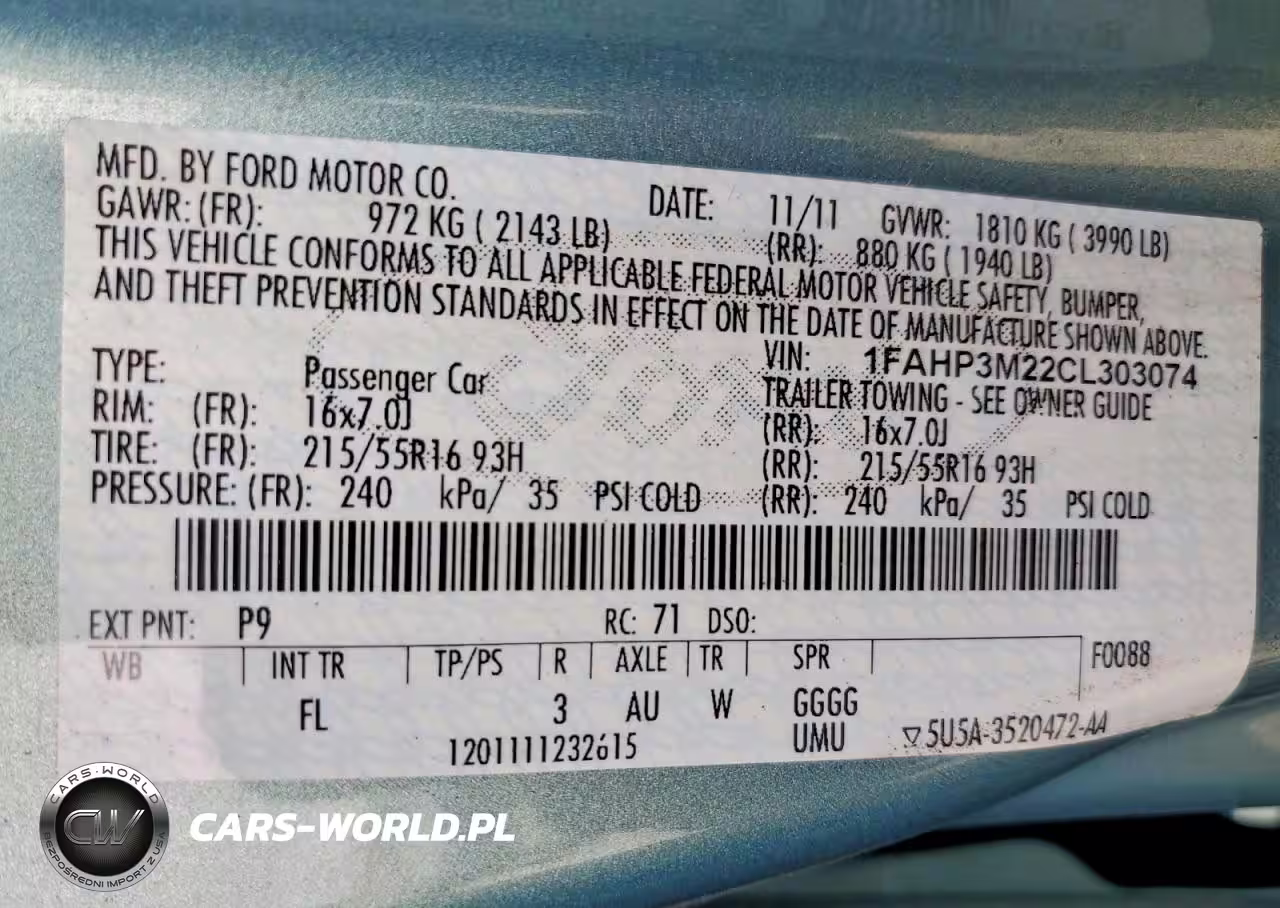 MFD. BY FORD MOTOR CO. DATE: 11/11 GVWR: 1810 KG ( 3990 LB)
GAWR: (FR): 972 KG ( 2143 LB) (RR): 880 KG ( 1940 LB)
THIS VEHICLE CONFORMS TO ALL APPLICABLE FEDERAL MOTOR VEHICLE SAFETY, BUMPER,
AND THEFT PREVENTION STANDARDS IN EFFECT ON THE DATE OF MANUFACTURE SHOWN ABOVE.
VIN: 1FAHP3M22CL303074
TYPE: Passenger Car TRAILER TOWING - SEE OWNER GUIDE
RIM: (FR): 16x7.0J (RR): 16x7.0J
TIRE: (FR): 215/55R16 93H (RR): 215/55R16 93H
PRESSURE: (FR): 240 kPa/ 35 PSI COLD (RR): 240 kPa/ 35 PSI COLD
EXT PNT: P9 RC: 71 DSO:
WB INT TR TP/PS R AXLE TR SPR F0088
FL 3 AU W GGGG
1201111232615 UMU ▽5U5A-3520472-AA
CARS-WORLD
CW
BEZPOŚREDNI IMPORT Z USA
CARS-WORLD.PL